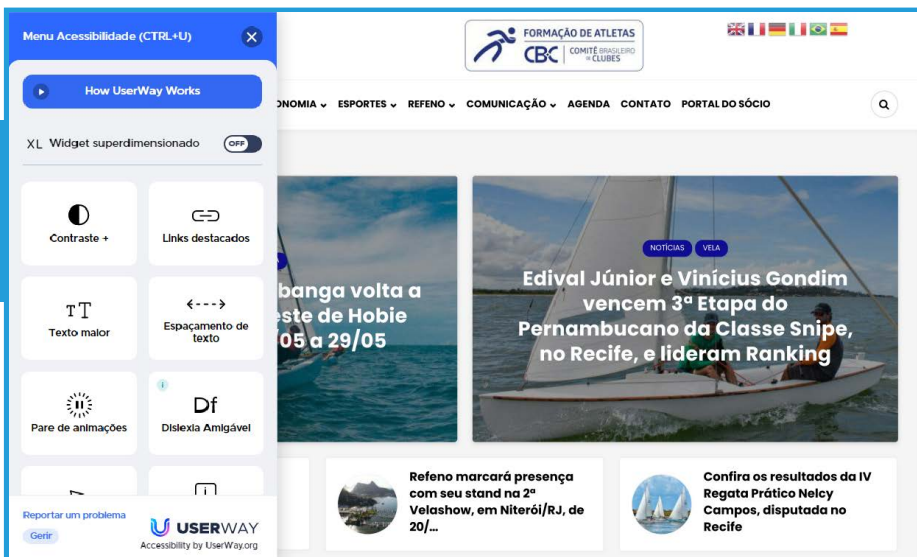 Menu Acessibilidade (CTRL+U)
How UserWay Works
XL Widget superdimensionado
OFF
Contraste +
Links destacados
Texto maior
Espaçamento de
texto
Pare de animações
Df
Dislexia Amigável
Reportar um problema
Gerir
USERWAY
Accessibility by UserWay.org
FORMAÇÃO DE ATLETAS
CBC
COMITÊ BRASILEIRO
DE CLUBES
ONOMIA
ESPORTES
REFENO
COMUNICAÇÃO
AGENDA
CONTATO
PORTAL DO SÓCIO
banga volta a
este de Hobie
/05 a 29/05
NOTÍCIAS
VELA
Edival Júnior e Vinícius Gondim
vencem 3ª Etapa do
Pernambucano da Classe Snipe,
no Recife, e lideram Ranking
Refeno marcará presença
com seu stand na 2ª
Velashow, em Niterói/RJ, de
20/...
Confira os resultados da IV
Regata Prático Nelcy
Campos, disputada no
Recife